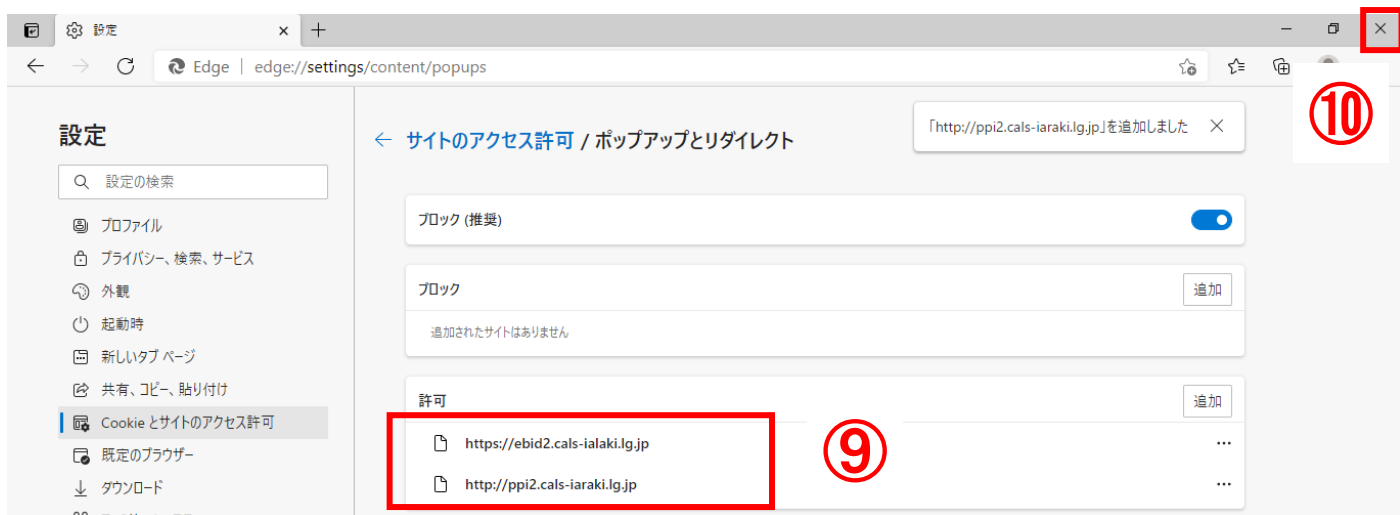 設定
Edge | edge://settings/content/popups
⑩
設定
設定の検索
プロファイル
プライバシー、検索、サービス
外観
起動時
新しいタブ ページ
共有、コピー、貼り付け
Cookie とサイトのアクセス許可
既定のブラウザー
ダウンロード
サイトのアクセス許可 / ポップアップとリダイレクト
「http://ppi2.cals-iaraki.lg.jp」を追加しました
ブロック (推奨)
ブロック
追加
追加されたサイトはありません
許可
追加
https://ebid2.cals-ialaki.lg.jp
http://ppi2.cals-iaraki.lg.jp
⑨